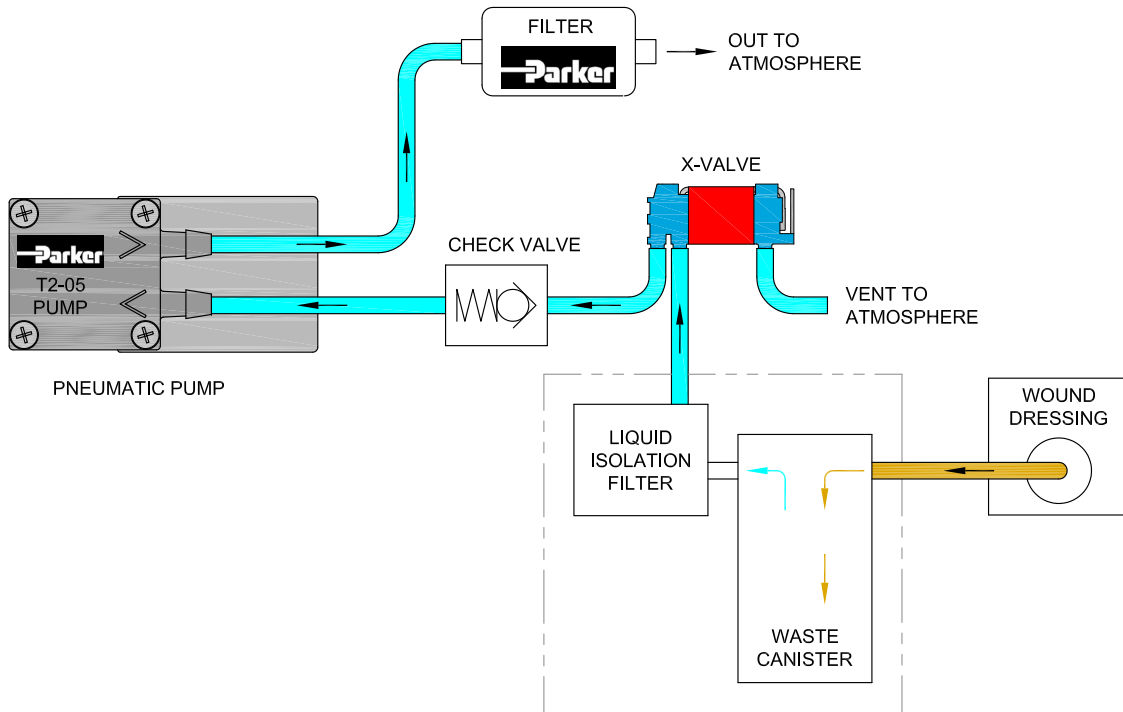 FILTER
Parker
OUT TO
ATMOSPHERE
X-VALVE
Parker
T2-05
PUMP
CHECK VALVE
VENT TO
ATMOSPHERE
PNEUMATIC PUMP
WOUND
DRESSING
LIQUID
ISOLATION
FILTER
WASTE
CANISTER